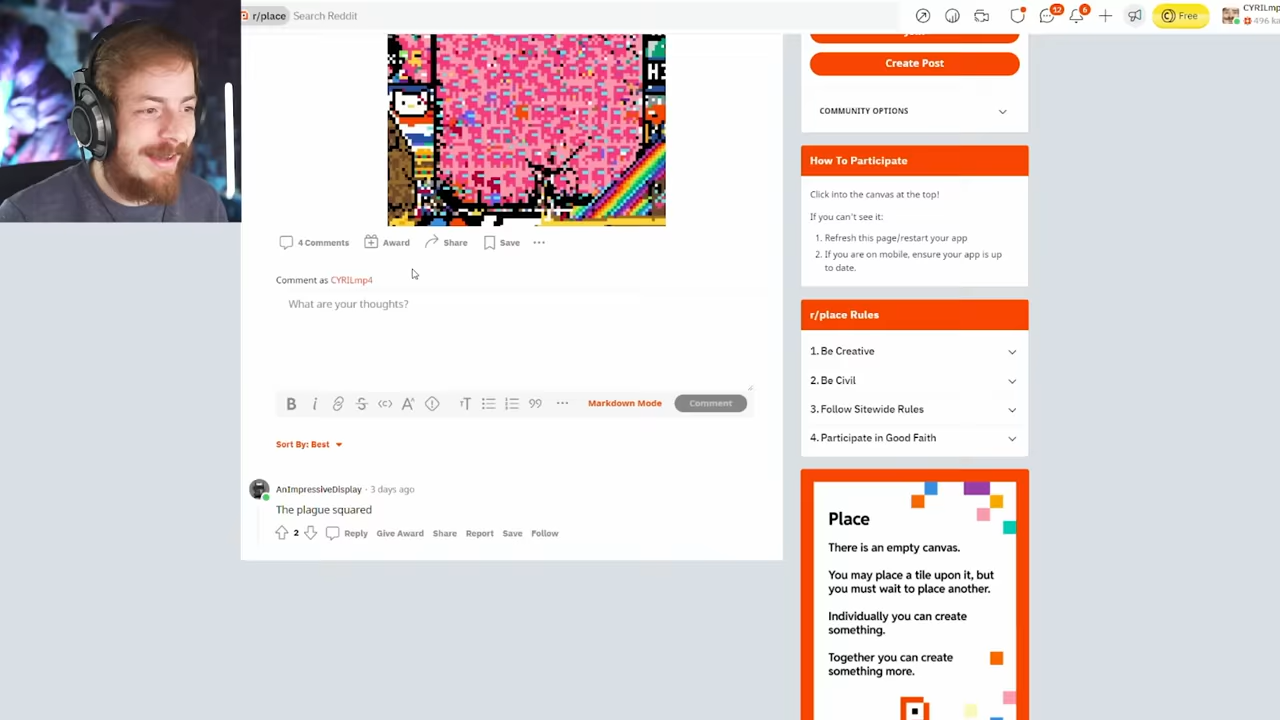 r/place Search Reddit
12
6
Free
CYRILmp
496 ka
Create Post
COMMUNITY OPTIONS
How To Participate
Click into the canvas at the top!
If you can't see it:
1. Refresh this page/restart your app
2. If you are on mobile, ensure your app is up
to date.
4 Comments Award Share Save
Comment as CYRILmp4
What are your thoughts?
Markdown Mode Comment
r/place Rules
1. Be Creative
2. Be Civil
3. Follow Sitewide Rules
4. Participate in Good Faith
Sort By: Best
AnImpressiveDisplay · 3 days ago
The plague squared
2 Reply Give Award Share Report Save Follow
Place
There is an empty canvas.
You may place a tile upon it, but
you must wait to place another.
Individually you can create
something.
Together you can create
something more.